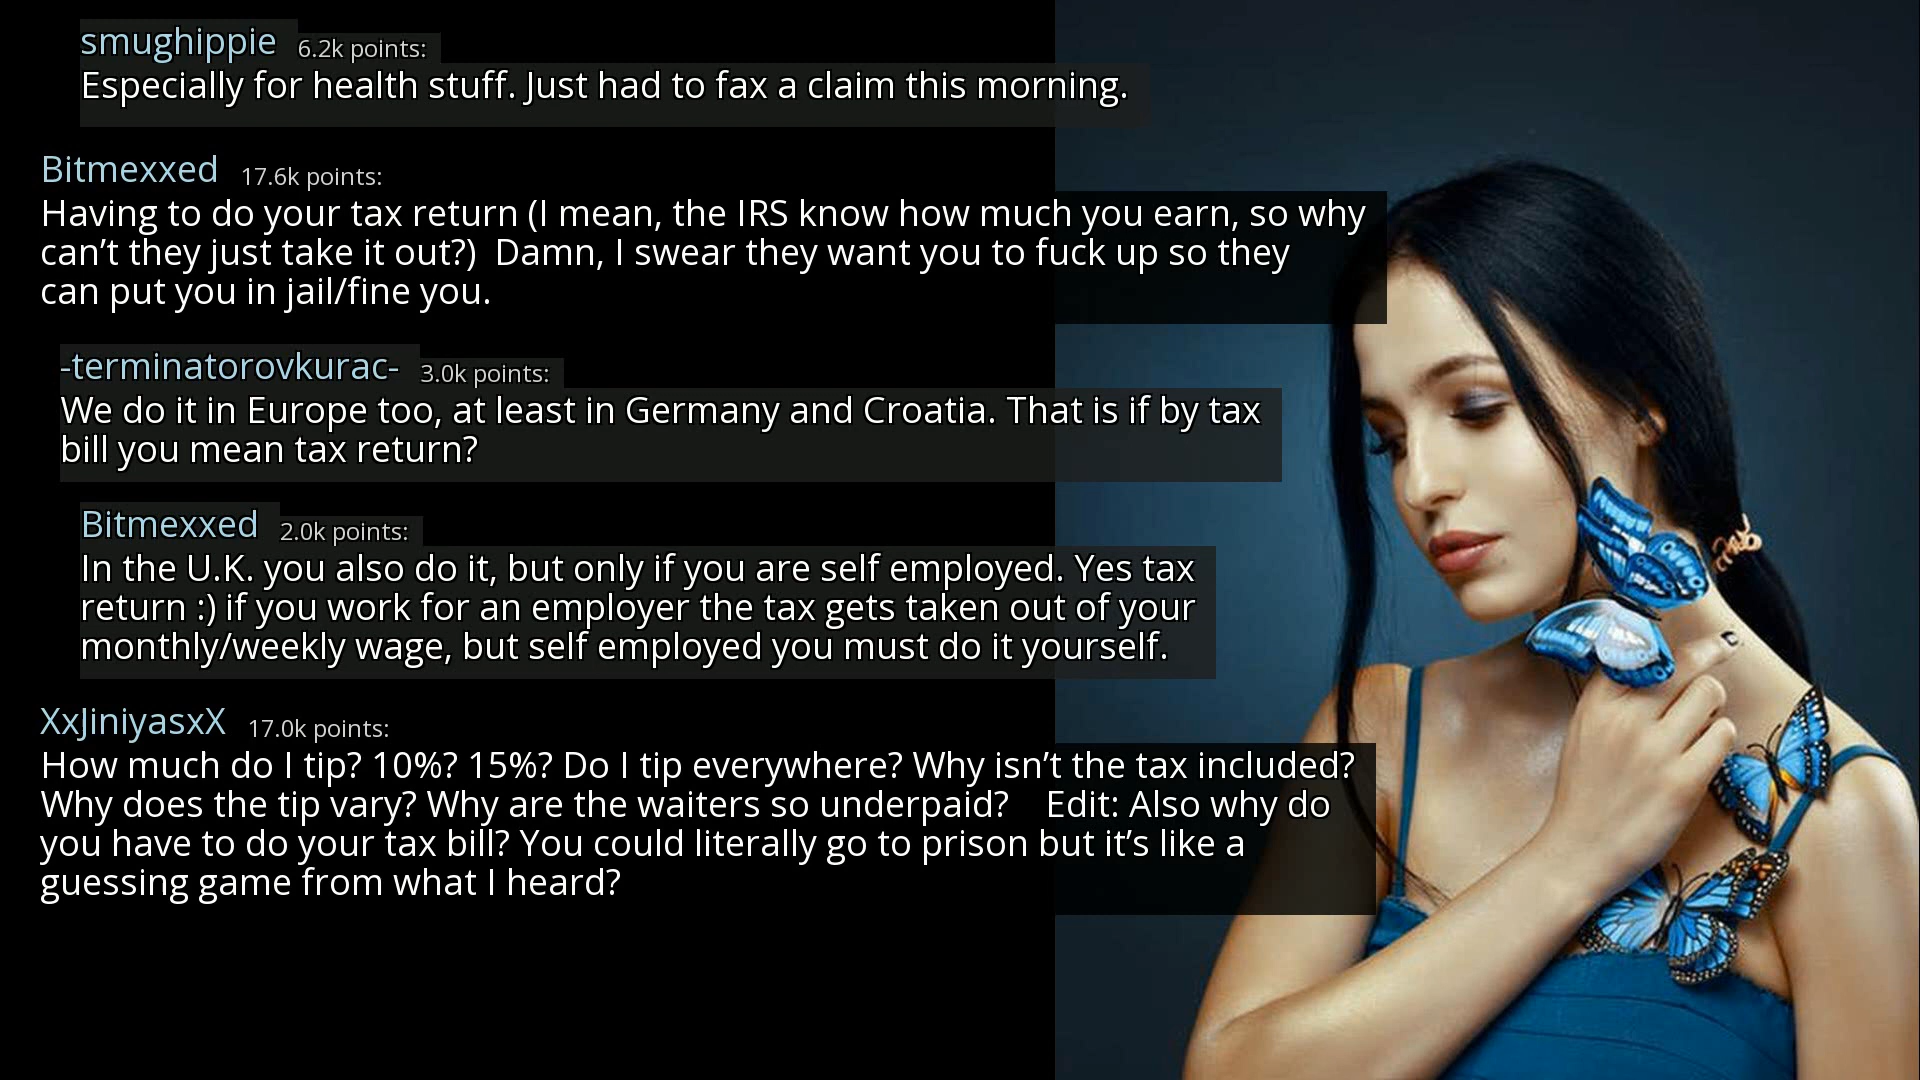 smughippie 6.2k points:
Especially for health stuff. Just had to fax a claim this morning.
Bitmexxed 17.6k points:
Having to do your tax return (I mean, the IRS know how much you earn, so why
can’t they just take it out?)  Damn, I swear they want you to fuck up so they
can put you in jail/fine you.
-terminatorovkurac- 3.0k points:
We do it in Europe too, at least in Germany and Croatia. That is if by tax
bill you mean tax return?
Bitmexxed 2.0k points:
In the U.K. you also do it, but only if you are self employed. Yes tax
return :) if you work for an employer the tax gets taken out of your
monthly/weekly wage, but self employed you must do it yourself.
XxJiniyasxX 17.0k points:
How much do I tip? 10%? 15%? Do I tip everywhere? Why isn’t the tax included?
Why does the tip vary? Why are the waiters so underpaid?    Edit: Also why do
you have to do your tax bill? You could literally go to prison but it’s like a
guessing game from what I heard?